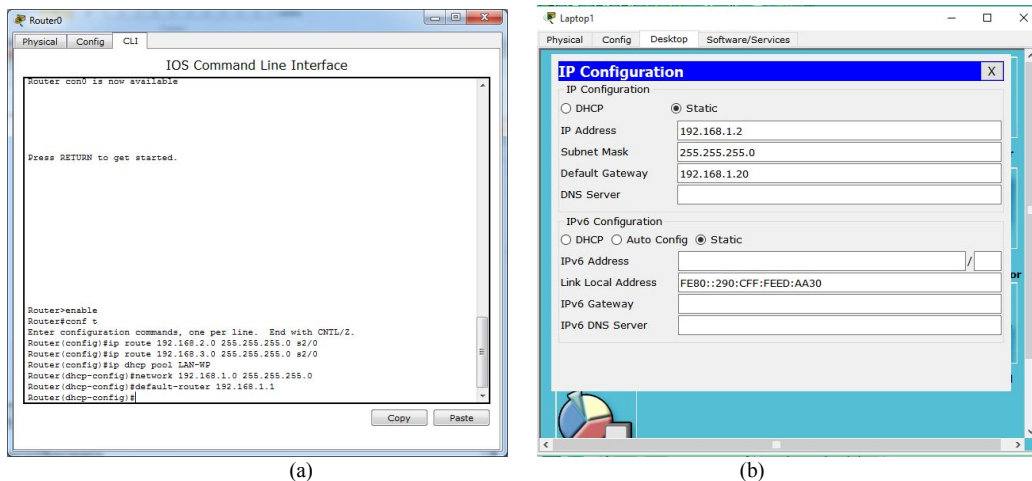 Router0
Physical Config CLI
IOS Command Line Interface
Router con0 is now available
Press RETURN to get started.
Router>enable
Router#conf t
Enter configuration commands, one per line. End with CNTL/Z.
Router(config)#ip route 192.168.2.0 255.255.255.0 s2/0
Router(config)#ip route 192.168.3.0 255.255.255.0 s2/0
Router(config)#ip dhcp pool LAN-WP
Router(dhcp-config)#network 192.168.1.0 255.255.255.0
Router(dhcp-config)#default-router 192.168.1.1
Router(dhcp-config)#
Copy Paste
(a)
Laptop1
Physical Config Desktop Software/Services
IP Configuration X
IP Configuration
DHCP Static
IP Address 192.168.1.2
Subnet Mask 255.255.255.0
Default Gateway 192.168.1.20
DNS Server
IPv6 Configuration
DHCP Auto Config Static
IPv6 Address /
Link Local Address FE80::290:CFF:FEED:AA30
IPv6 Gateway
IPv6 DNS Server
or
(b)